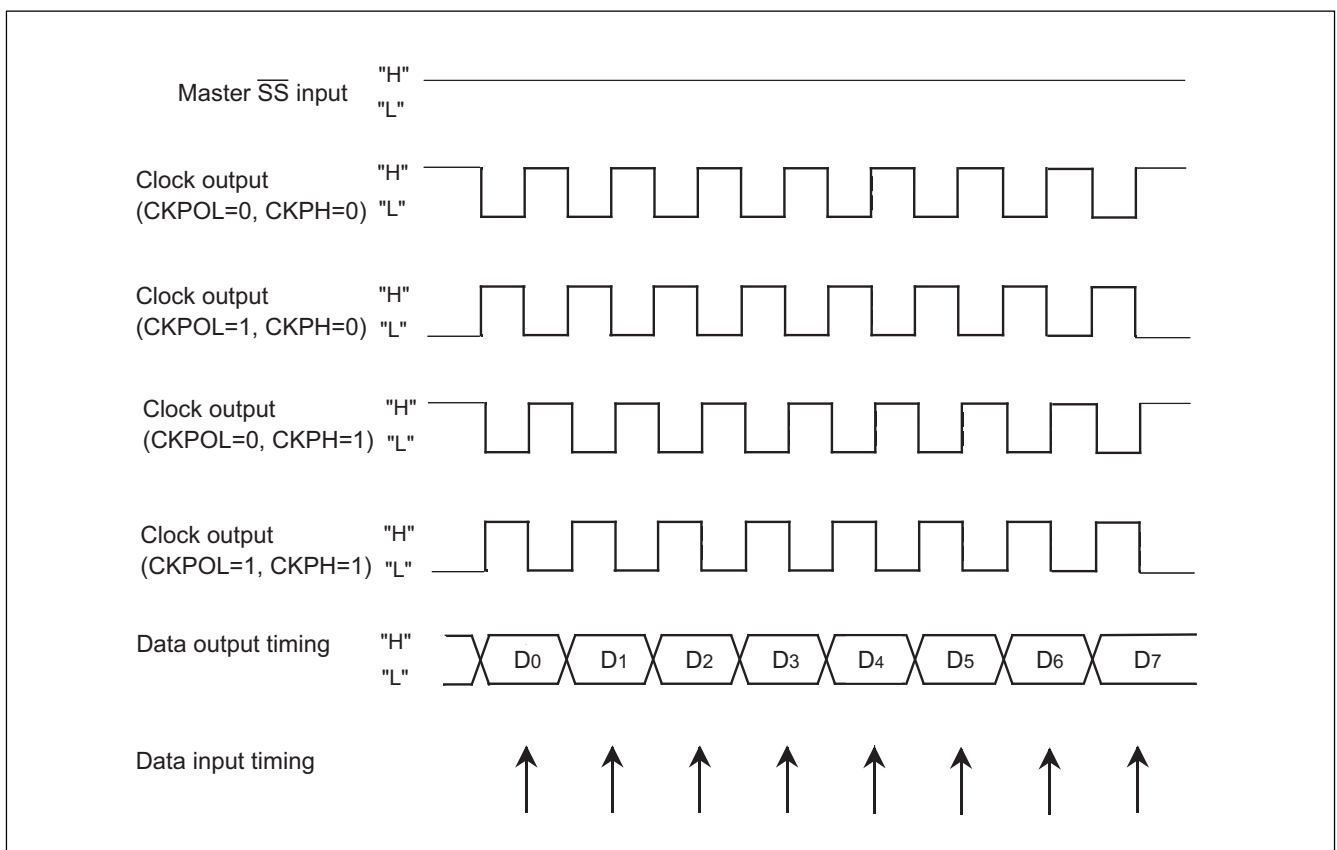 Master SS input "H"
"L"
Clock output "H"
(CKPOL=0, CKPH=0) "L"
Clock output "H"
(CKPOL=1, CKPH=0) "L"
Clock output "H"
(CKPOL=0, CKPH=1) "L"
Clock output "H"
(CKPOL=1, CKPH=1) "L"
Data output timing "H"
"L"
D0 D1 D2 D3 D4 D5 D6 D7
Data input timing